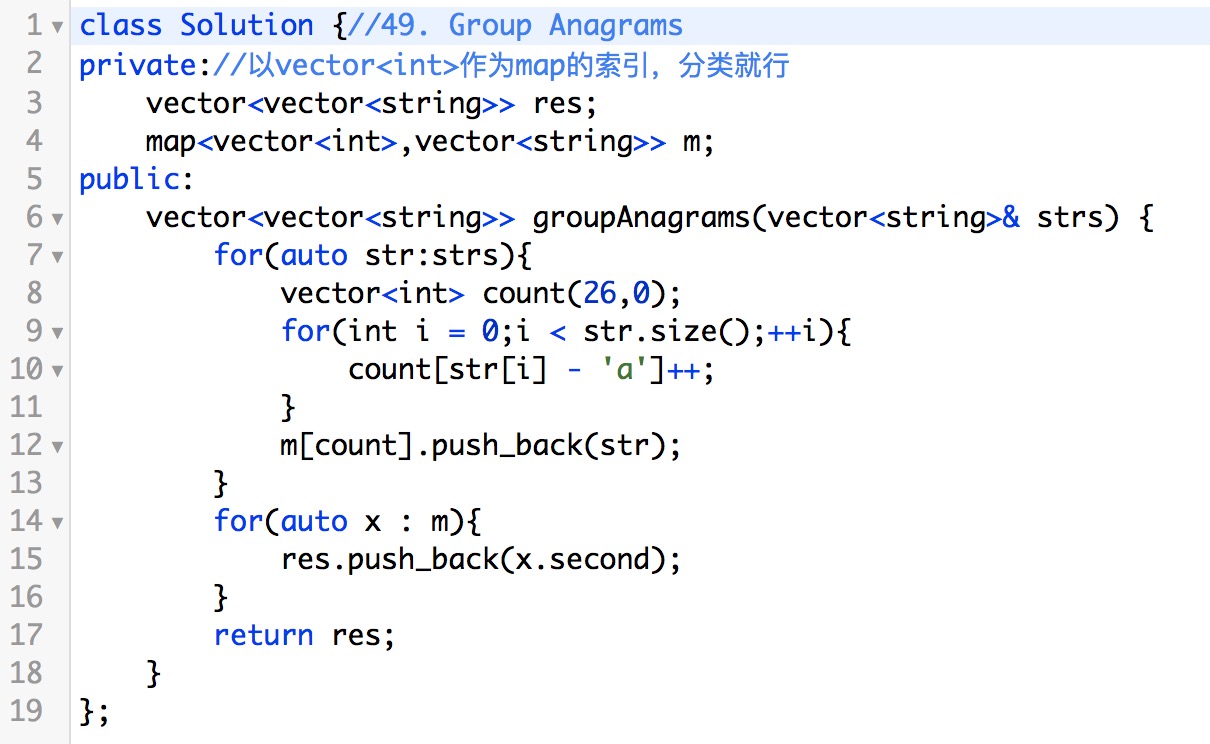 1 class Solution {//49. Group Anagrams
2 private://以vector<int>作为map的索引，分类就行
3     vector<vector<string>> res;
4     map<vector<int>,vector<string>> m;
5 public:
6     vector<vector<string>> groupAnagrams(vector<string>& strs) {
7         for(auto str:strs){
8             vector<int> count(26,0);
9             for(int i = 0;i < str.size();++i){
10                 count[str[i] - 'a']++;
11             }
12             m[count].push_back(str);
13         }
14         for(auto x : m){
15             res.push_back(x.second);
16         }
17         return res;
18     }
19 };